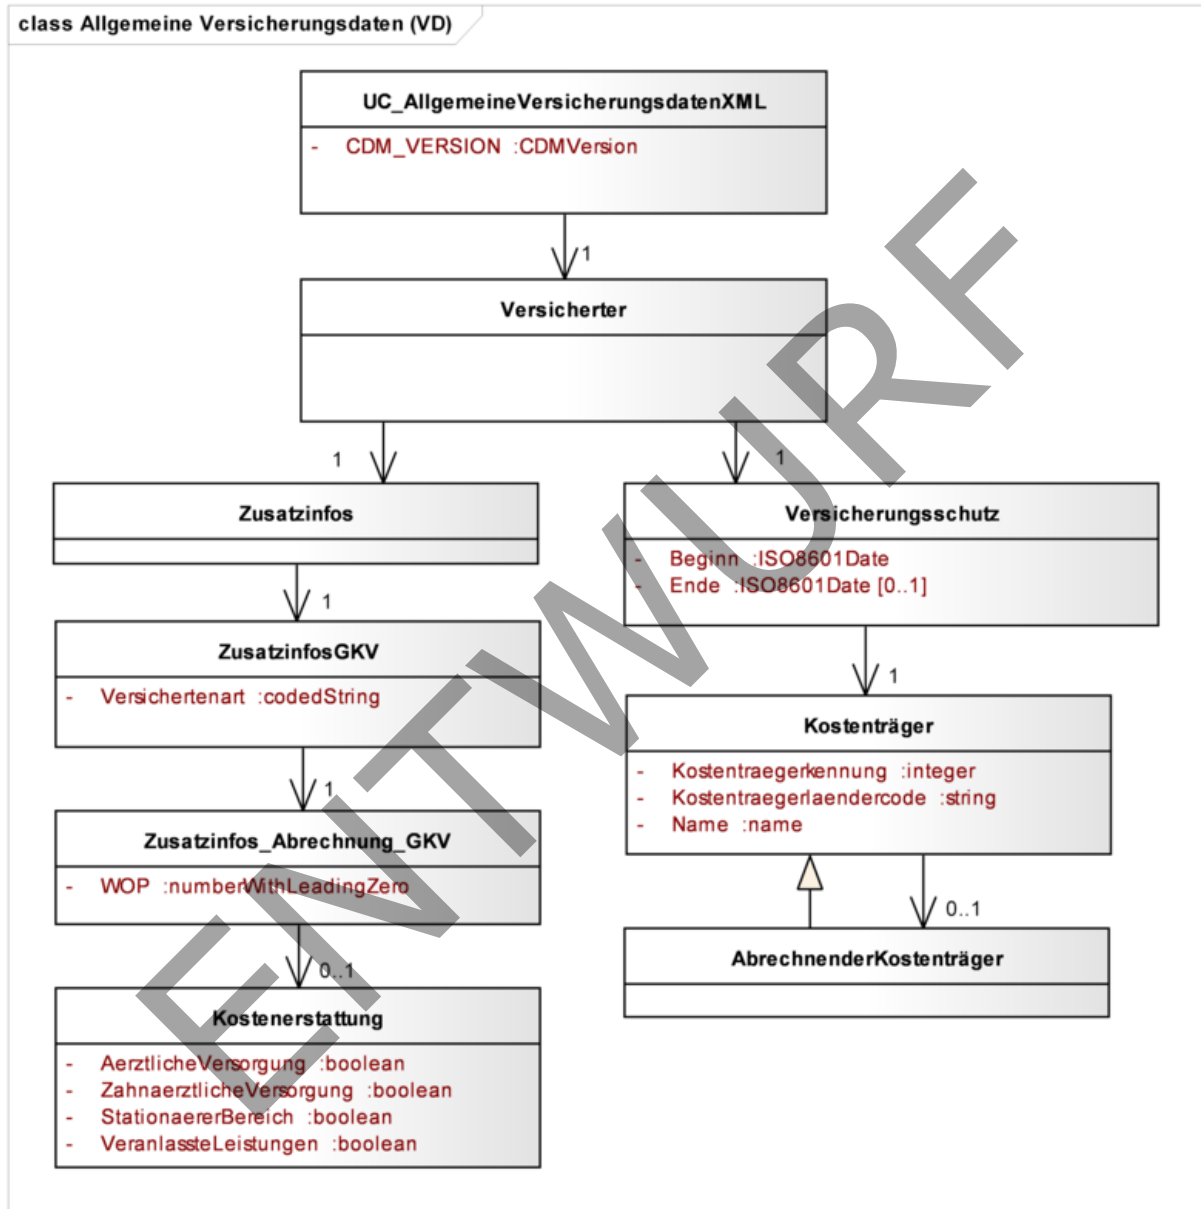 class Allgemeine Versicherungsdaten (VD)
UC_AllgemeineVersicherungsdatenXML
- CDM_VERSION :CDMVersion
1
Versicherter
1
1
Zusatzinfos
Versicherungsschutz
- Beginn :ISO8601Date
- Ende :ISO8601Date [0..1]
1
ZusatzinfosGKV
- Versichertenart :codedString
1
Kostenträger
- Kostentraegerkennung :integer
- Kostentraegerlaendercode :string
- Name :name
1
Zusatzinfos_Abrechnung_GKV
- WOP :numberWithLeadingZero
0..1
AbrechnenderKostenträger
0..1
Kostenerstattung
- AerztlicheVersorgung :boolean
- ZahnaerztlicheVersorgung :boolean
- StationaererBereich :boolean
- VeranlassteLeistungen :boolean
ENTWURF